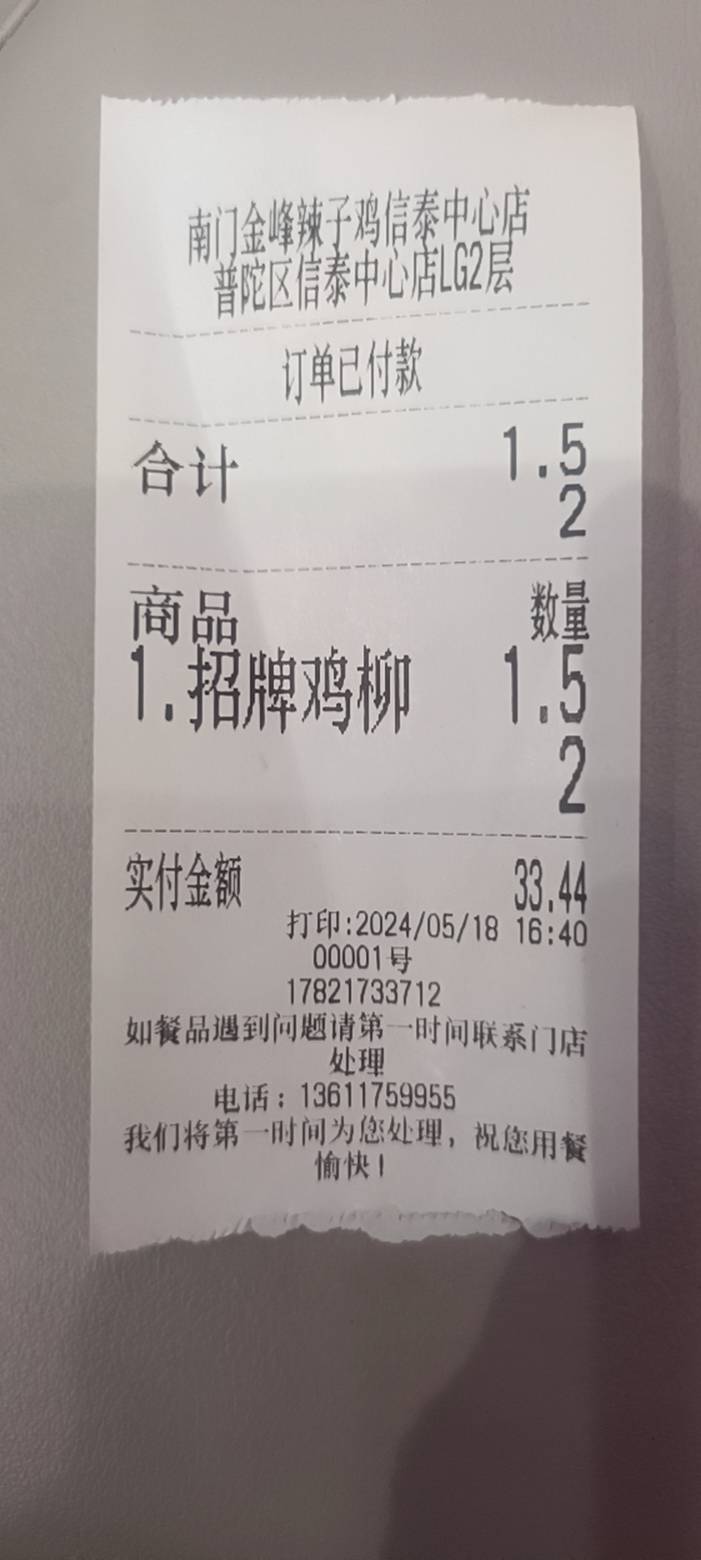 南门金峰辣子鸡信泰中心店
普陀区信泰中心店LG2层
订单已付款
合计 1.5
2
商品 数量
1.招牌鸡柳 1.5
2
实付金额 33.44
打印:2024/05/18 16:40
00001号
17821733712
如餐品遇到问题请第一时间联系门店
处理
电话：13611759955
我们将第一时间为您处理，祝您用餐
愉快！